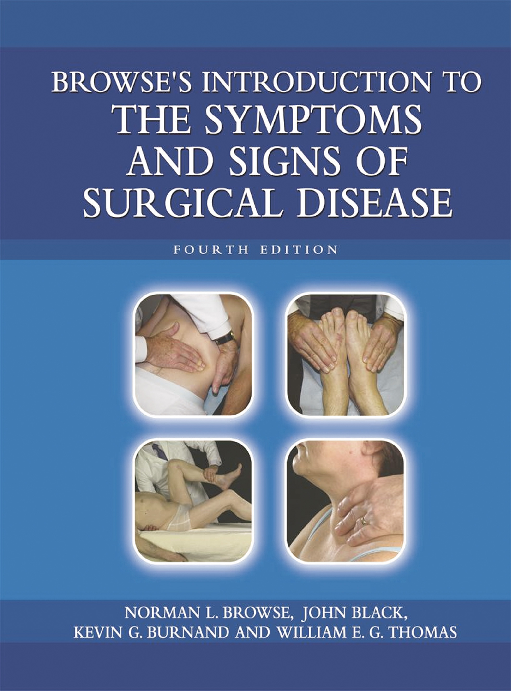 BROWSE'S INTRODUCTION TO
THE SYMPTOMS
AND SIGNS OF
SURGICAL DISEASE
FOURTH EDITION
NORMAN L. BROWSE, JOHN BLACK,
KEVIN G. BURNAND AND WILLIAM E. G. THOMAS